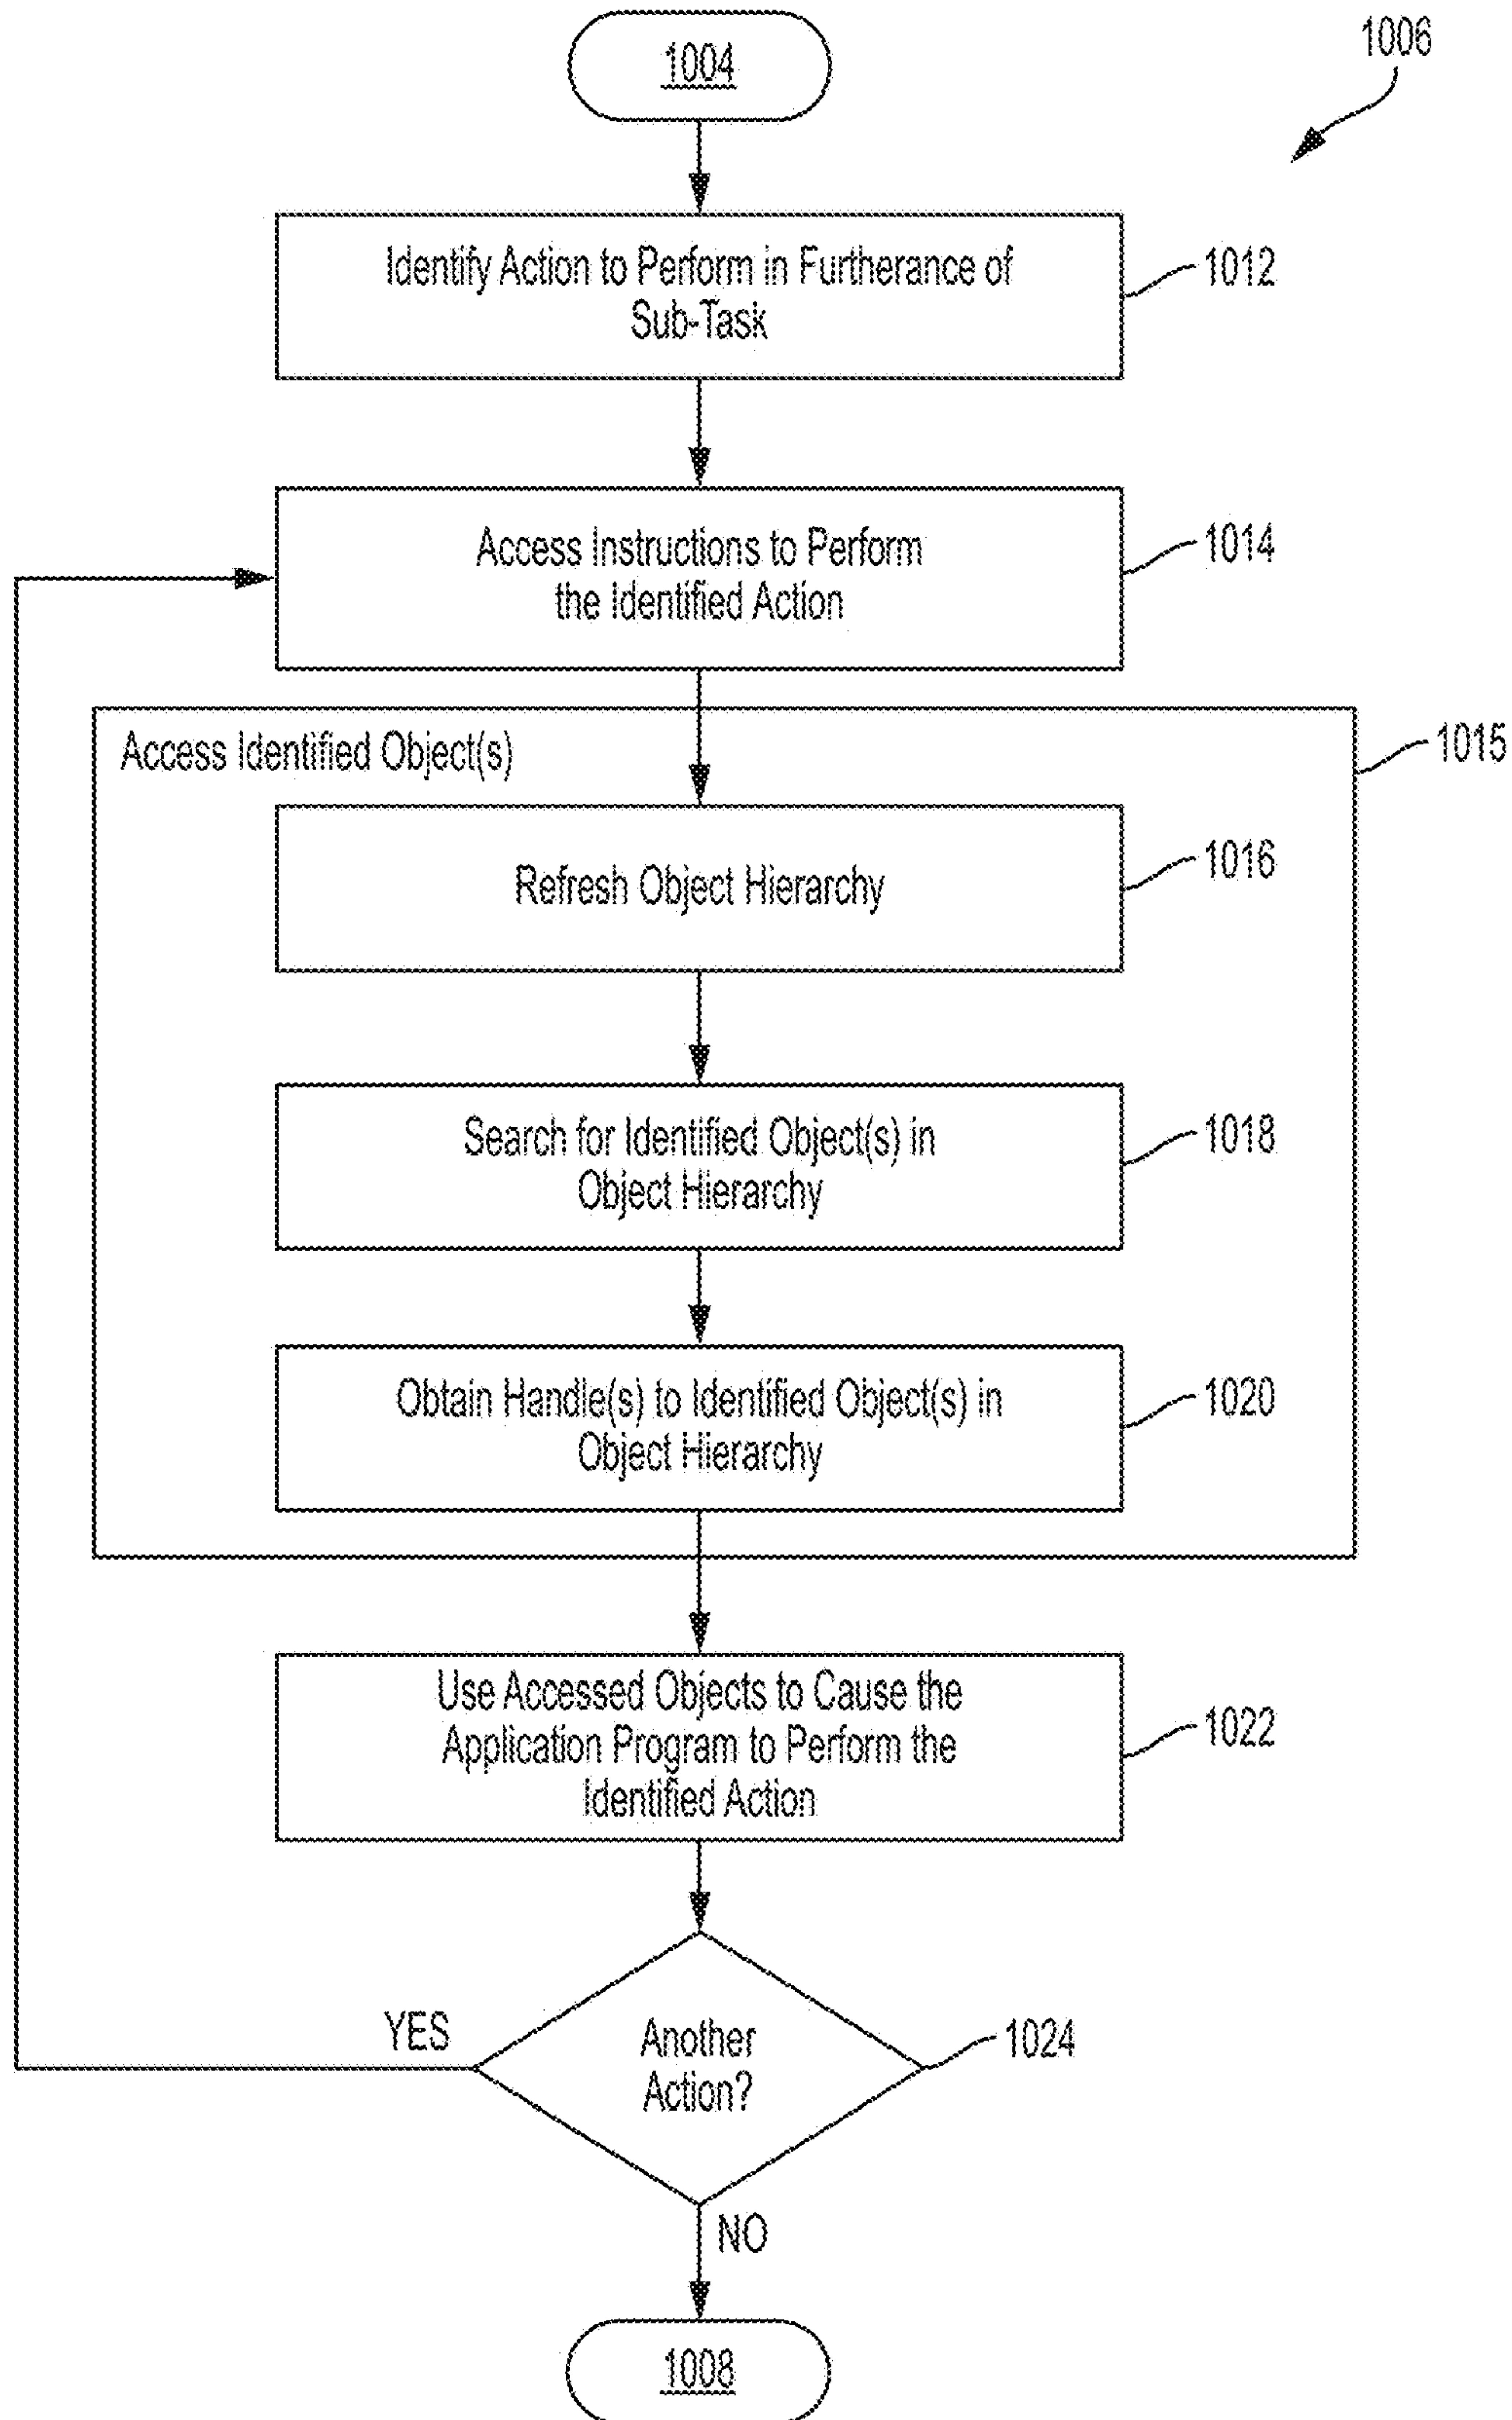 1004
1006
Identify Action to Perform in Furtherance of
Sub-Task
1012
Access Instructions to Perform
the Identified Action
1014
Access Identified Object(s)
1015
Refresh Object Hierarchy
1016
Search for Identified Object(s) in
Object Hierarchy
1018
Obtain Handle(s) to Identified Object(s) in
Object Hierarchy
1020
Use Accessed Objects to Cause the
Application Program to Perform the
Identified Action
1022
YES
Another
Action?
1024
NO
1008